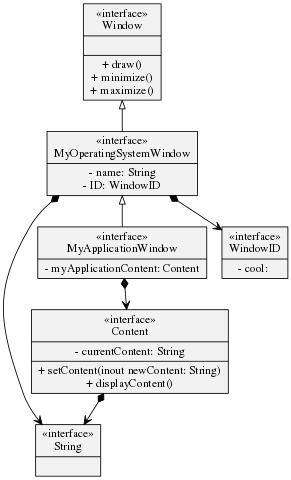 «interface»
Window
+ draw()
+ minimize()
+ maximize()
«interface»
MyOperatingSystemWindow
- name: String
- ID: WindowID
«interface»
MyApplicationWindow
- myApplicationContent: Content
«interface»
WindowID
- cool:
«interface»
Content
- currentContent: String
+ setContent(inout newContent: String)
+ displayContent()
«interface»
String